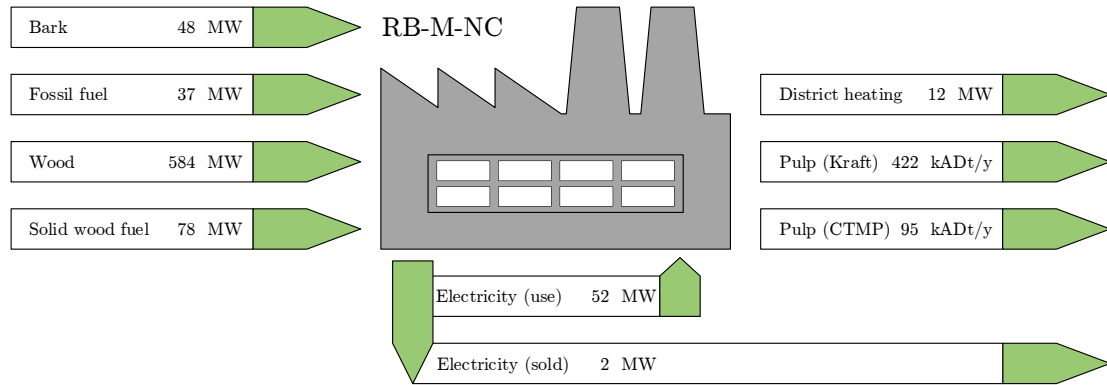 Bark 48 MW
RB-M-NC
Fossil fuel 37 MW
District heating 12 MW
Wood 584 MW
Pulp (Kraft) 422 kADt/y
Solid wood fuel 78 MW
Pulp (CTMP) 95 kADt/y
Electricity (use) 52 MW
Electricity (sold) 2 MW